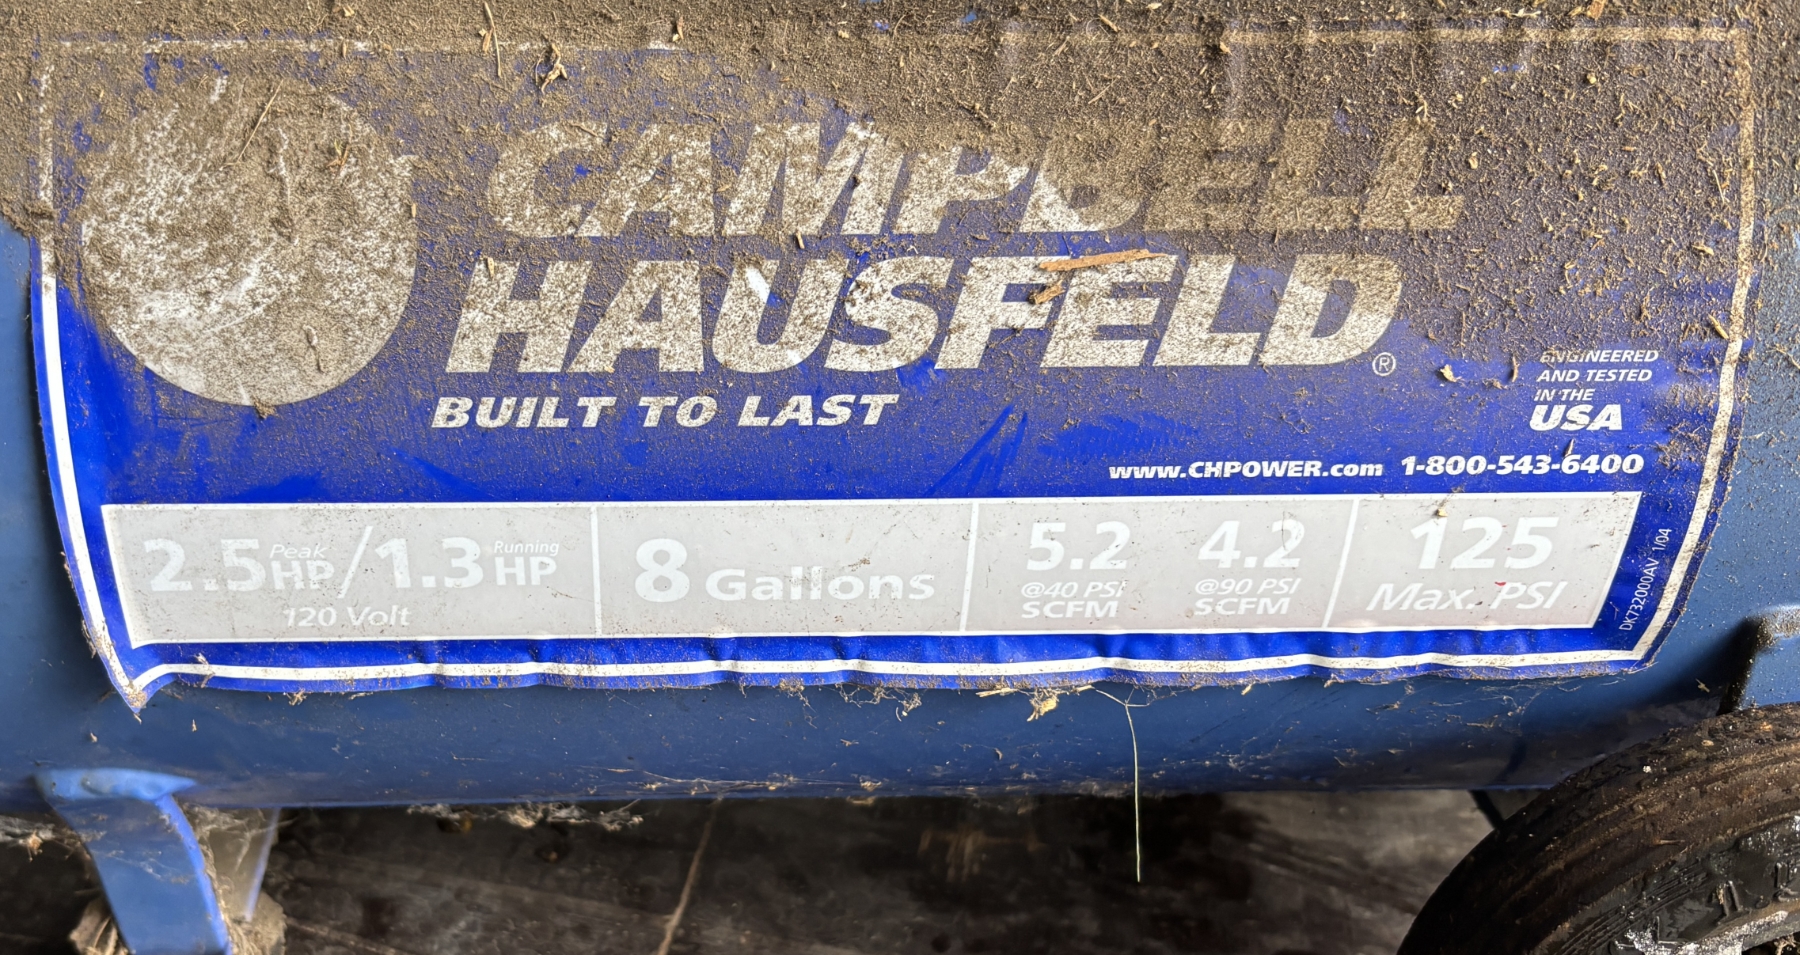 CAMPBELL
HAUSFELD®
BUILT TO LAST
ENGINEERED
AND TESTED
IN THE
USA
www.CHPOWER.com 1-800-543-6400
2.5 Peak HP/1.3 Running HP
120 Volt
8 Gallons
5.2
@40 PSI
SCFM
4.2
@90 PSI
SCFM
125
Max. PSI
DK732000AV 1/04